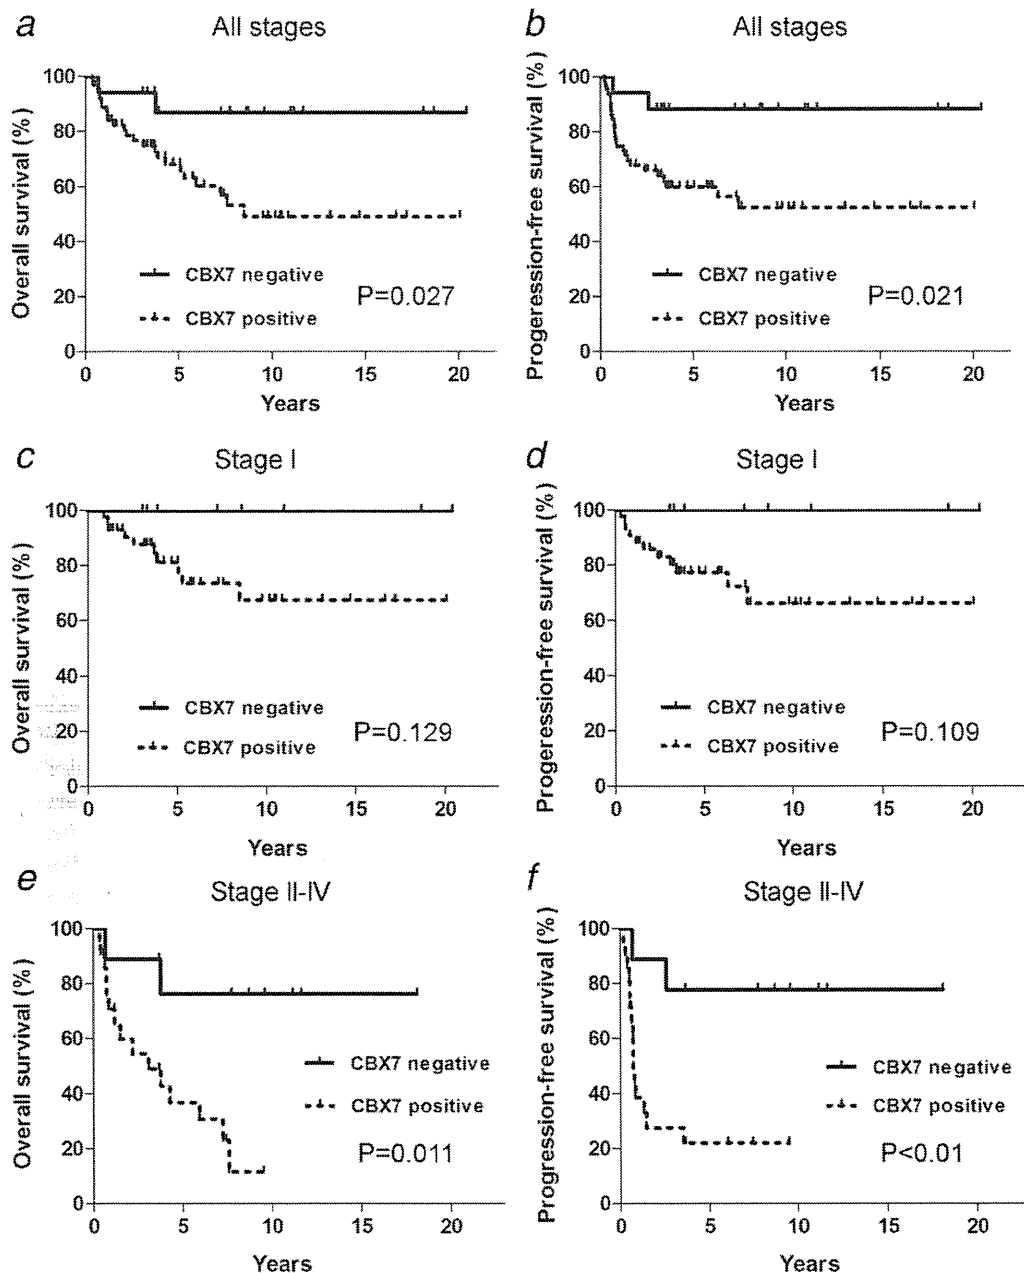 a
All stages
Overall survival (%)
100
80
60
40
20
0
CBX7 negative
CBX7 positive
P=0.027
0 5 10 15 20
Years
b
All stages
Progeression-free survival (%)
100
80
60
40
20
0
CBX7 negative
CBX7 positive
P=0.021
0 5 10 15 20
Years
c
Stage I
Overall survival (%)
100
80
60
40
20
0
CBX7 negative
CBX7 positive
P=0.129
0 5 10 15 20
Years
d
Stage I
Progeression-free survival (%)
100
80
60
40
20
0
CBX7 negative
CBX7 positive
P=0.109
0 5 10 15 20
Years
e
Stage II-IV
Overall survival (%)
100
80
60
40
20
0
CBX7 negative
CBX7 positive
P=0.011
0 5 10 15 20
Years
f
Stage II-IV
Progression-free survival (%)
100
80
60
40
20
0
CBX7 negative
CBX7 positive
P<0.01
0 5 10 15 20
Years